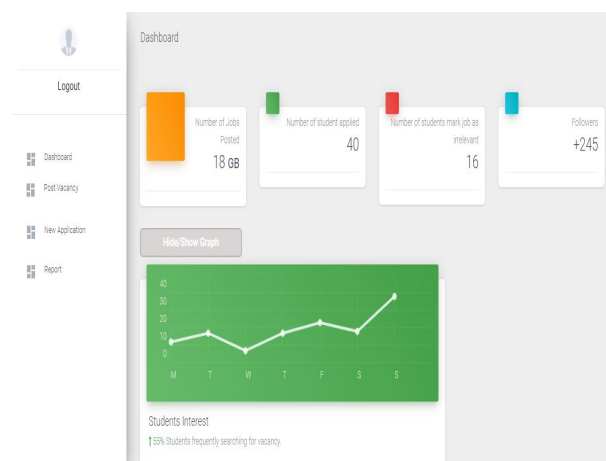 Dashboard
Logout
Dashboard
Post Vacancy
New Application
Report
Number of Jobs
Posted
18 GB
Number of student applied
40
Number of students mark job as
irrelevant
16
Followers
+245
Hide/Show Graph
40
30
20
10
0
M T W T F S S
Students Interest
↑ 55% Students frequently searching for vacancy.